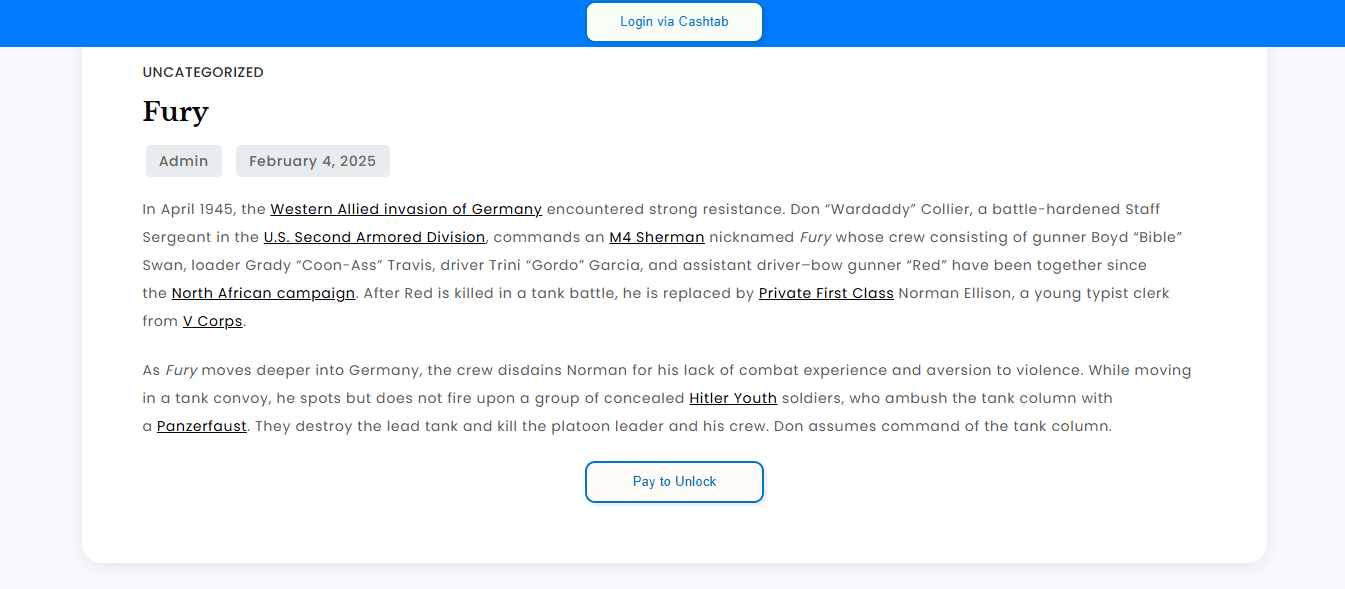 Login via Cashtab
UNCATEGORIZED
Fury
Admin February 4, 2025
In April 1945, the Western Allied invasion of Germany encountered strong resistance. Don “Wardaddy” Collier, a battle-hardened Staff
Sergeant in the U.S. Second Armored Division, commands an M4 Sherman nicknamed Fury whose crew consisting of gunner Boyd “Bible”
Swan, loader Grady “Coon-Ass” Travis, driver Trini “Gordo” Garcia, and assistant driver–bow gunner “Red” have been together since
the North African campaign. After Red is killed in a tank battle, he is replaced by Private First Class Norman Ellison, a young typist clerk
from V Corps.
As Fury moves deeper into Germany, the crew disdains Norman for his lack of combat experience and aversion to violence. While moving
in a tank convoy, he spots but does not fire upon a group of concealed Hitler Youth soldiers, who ambush the tank column with
a Panzerfaust. They destroy the lead tank and kill the platoon leader and his crew. Don assumes command of the tank column.
Pay to Unlock